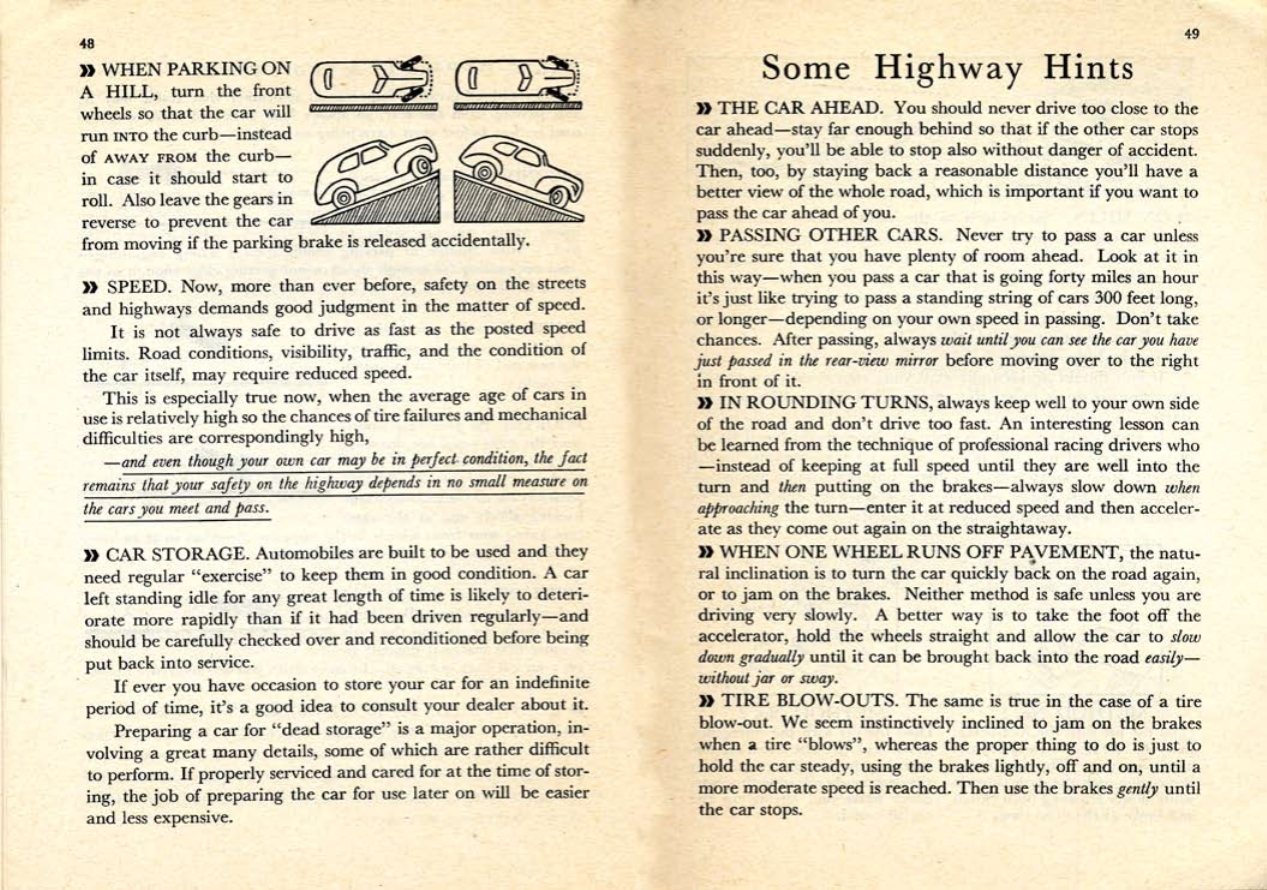 48
» WHEN PARKING ON
A HILL, turn the front
wheels so that the car will
run INTO the curb—instead
of AWAY FROM the curb—
in case it should start to
roll. Also leave the gears in
reverse to prevent the car
from moving if the parking brake is released accidentally.
» SPEED. Now, more than ever before, safety on the streets
and highways demands good judgment in the matter of speed.
It is not always safe to drive as fast as the posted speed
limits. Road conditions, visibility, traffic, and the condition of
the car itself, may require reduced speed.
This is especially true now, when the average age of cars in
use is relatively high so the chances of tire failures and mechanical
difficulties are correspondingly high,
—and even though your own car may be in perfect condition, the fact
remains that your safety on the highway depends in no small measure on
the cars you meet and pass.
» CAR STORAGE. Automobiles are built to be used and they
need regular “exercise” to keep them in good condition. A car
left standing idle for any great length of time is likely to deteri-
orate more rapidly than if it had been driven regularly—and
should be carefully checked over and reconditioned before being
put back into service.
If ever you have occasion to store your car for an indefinite
period of time, it’s a good idea to consult your dealer about it.
Preparing a car for “dead storage” is a major operation, in-
volving a great many details, some of which are rather difficult
to perform. If properly serviced and cared for at the time of stor-
ing, the job of preparing the car for use later on will be easier
and less expensive.
49
Some Highway Hints
» THE CAR AHEAD. You should never drive too close to the
car ahead—stay far enough behind so that if the other car stops
suddenly, you’ll be able to stop also without danger of accident.
Then, too, by staying back a reasonable distance you’ll have a
better view of the whole road, which is important if you want to
pass the car ahead of you.
» PASSING OTHER CARS. Never try to pass a car unless
you’re sure that you have plenty of room ahead. Look at it in
this way—when you pass a car that is going forty miles an hour
it’s just like trying to pass a standing string of cars 300 feet long,
or longer—depending on your own speed in passing. Don’t take
chances. After passing, always wait until you can see the car you have
just passed in the rear-view mirror before moving over to the right
in front of it.
» IN ROUNDING TURNS, always keep well to your own side
of the road and don’t drive too fast. An interesting lesson can
be learned from the technique of professional racing drivers who
—instead of keeping at full speed until they are well into the
turn and then putting on the brakes—always slow down when
approaching the turn—enter it at reduced speed and then acceler-
ate as they come out again on the straightaway.
» WHEN ONE WHEEL RUNS OFF PAVEMENT, the natu-
ral inclination is to turn the car quickly back on the road again,
or to jam on the brakes. Neither method is safe unless you are
driving very slowly. A better way is to take the foot off the
accelerator, hold the wheels straight and allow the car to slow
down gradually until it can be brought back into the road easily—
without jar or sway.
» TIRE BLOW-OUTS. The same is true in the case of a tire
blow-out. We seem instinctively inclined to jam on the brakes
when a tire “blows”, whereas the proper thing to do is just to
hold the car steady, using the brakes lightly, off and on, until a
more moderate speed is reached. Then use the brakes gently until
the car stops.